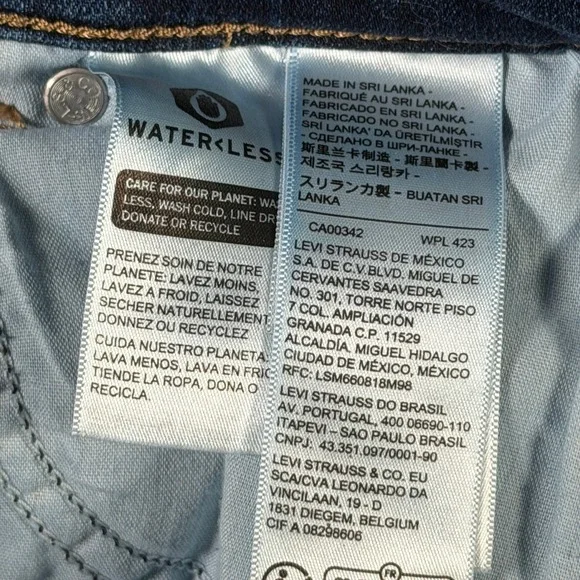 WATER<LESS
CARE FOR OUR PLANET: WA
LESS, WASH COLD, LINE DR
DONATE OR RECYCLE
PRENEZ SOIN DE NOTRE
PLANETE: LAVEZ MOINS,
LAVEZ A FROID, LAISSEZ
SECHER NATURELLEMENT
DONNEZ OU RECYCLEZ
CUIDA NUESTRO PLANETA
LAVA MENOS, LAVA EN FRI
TIENDE LA ROPA, DONA O
RECICLA.
MADE IN SRI LANKA -
FABRIQUÉ AU SRI LANKA -
FABRICADO EN SRI LANKA -
FABRICADO NO SRI LANKA -
SRİ LANKA' DA ÜRETİLMİŞTİR
- СДЕЛАНО В ШРИ-ЛАНКЕ -
斯里兰卡制造 - 斯里蘭卡製 -
제조국 스리랑카 -
スリランカ製 - BUATAN SRI
LANKA
CA00342 WPL 423
LEVI STRAUSS DE MÉXICO
S.A. DE C.V.BLVD. MIGUEL DE
CERVANTES SAAVEDRA
NO. 301, TORRE NORTE PISO
7 COL. AMPLIACIÓN
GRANADA C.P. 11529
ALCALDÍA. MIGUEL HIDALGO
CIUDAD DE MÉXICO, MÉXICO
RFC: LSM660818M98
LEVI STRAUSS DO BRASIL
AV. PORTUGAL, 400 06690-110
ITAPEVI – SAO PAULO BRASIL
CNPJ: 43.351.097/0001-90
LEVI STRAUSS & CO. EU
SCA/CVA LEONARDO DA
VINCILAAN, 19 - D
1831 DIEGEM, BELGIUM
CIF A 08298606
FR